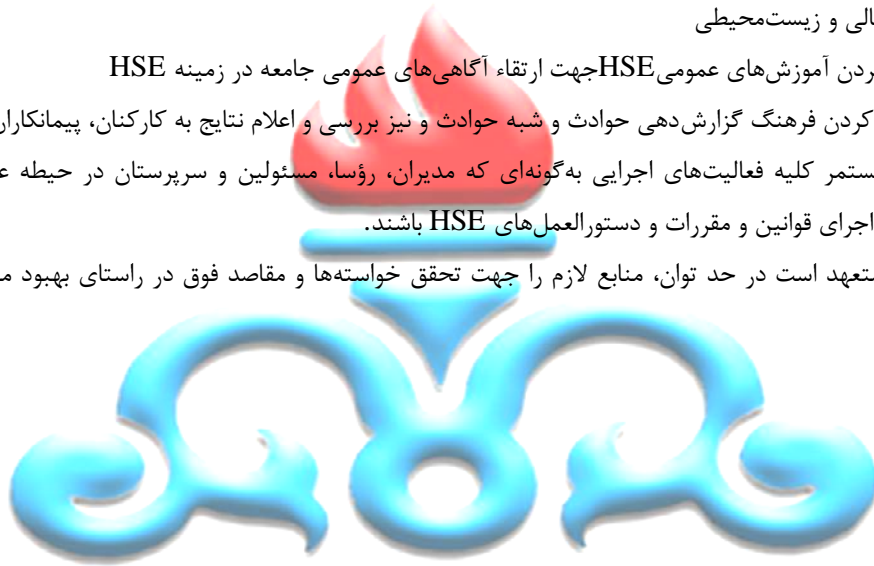 الی و زیست‌محیطی
ردن آموزش‌های عمومیHSEجهت ارتقاء آگاهی‌های عمومی جامعه در زمینه HSE
کردن فرهنگ گزارش‌دهی حوادث و شبه حوادث و نیز بررسی و اعلام نتایج به کارکنان، پیمانکاران
ستمر کلیه فعالیت‌های اجرایی به‌گونه‌ای که مدیران، رؤسا، مسئولین و سرپرستان در حیطه
اجرای قوانین و مقررات و دستورالعمل‌های HSE باشند.
تعهد است در حد توان، منابع لازم را جهت تحقق خواسته‌ها و مقاصد فوق در راستای بهبود